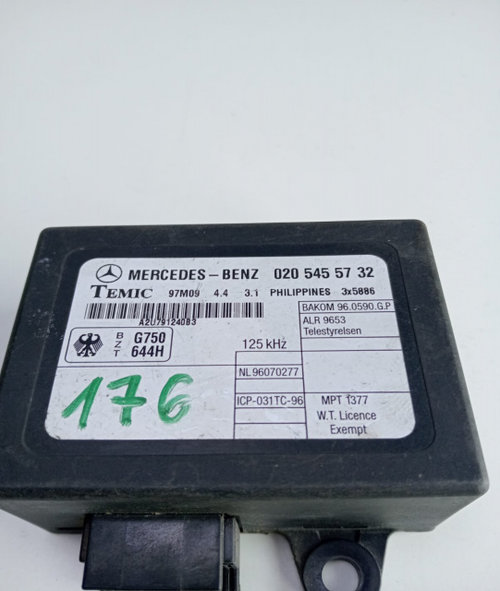 MERCEDES-BENZ 020 545 57 32
TEMIC 97M09 4.4 3.1 PHILIPPINES 3x5886
A2U791240B3
BAKOM 96.0590.G.P
ALR 9653
Telestyrelsen
BZT G750
644H
125 kHz
NL96070277
ICP-031TC-96
MPT 1377
W.T. Licence
Exempt
176